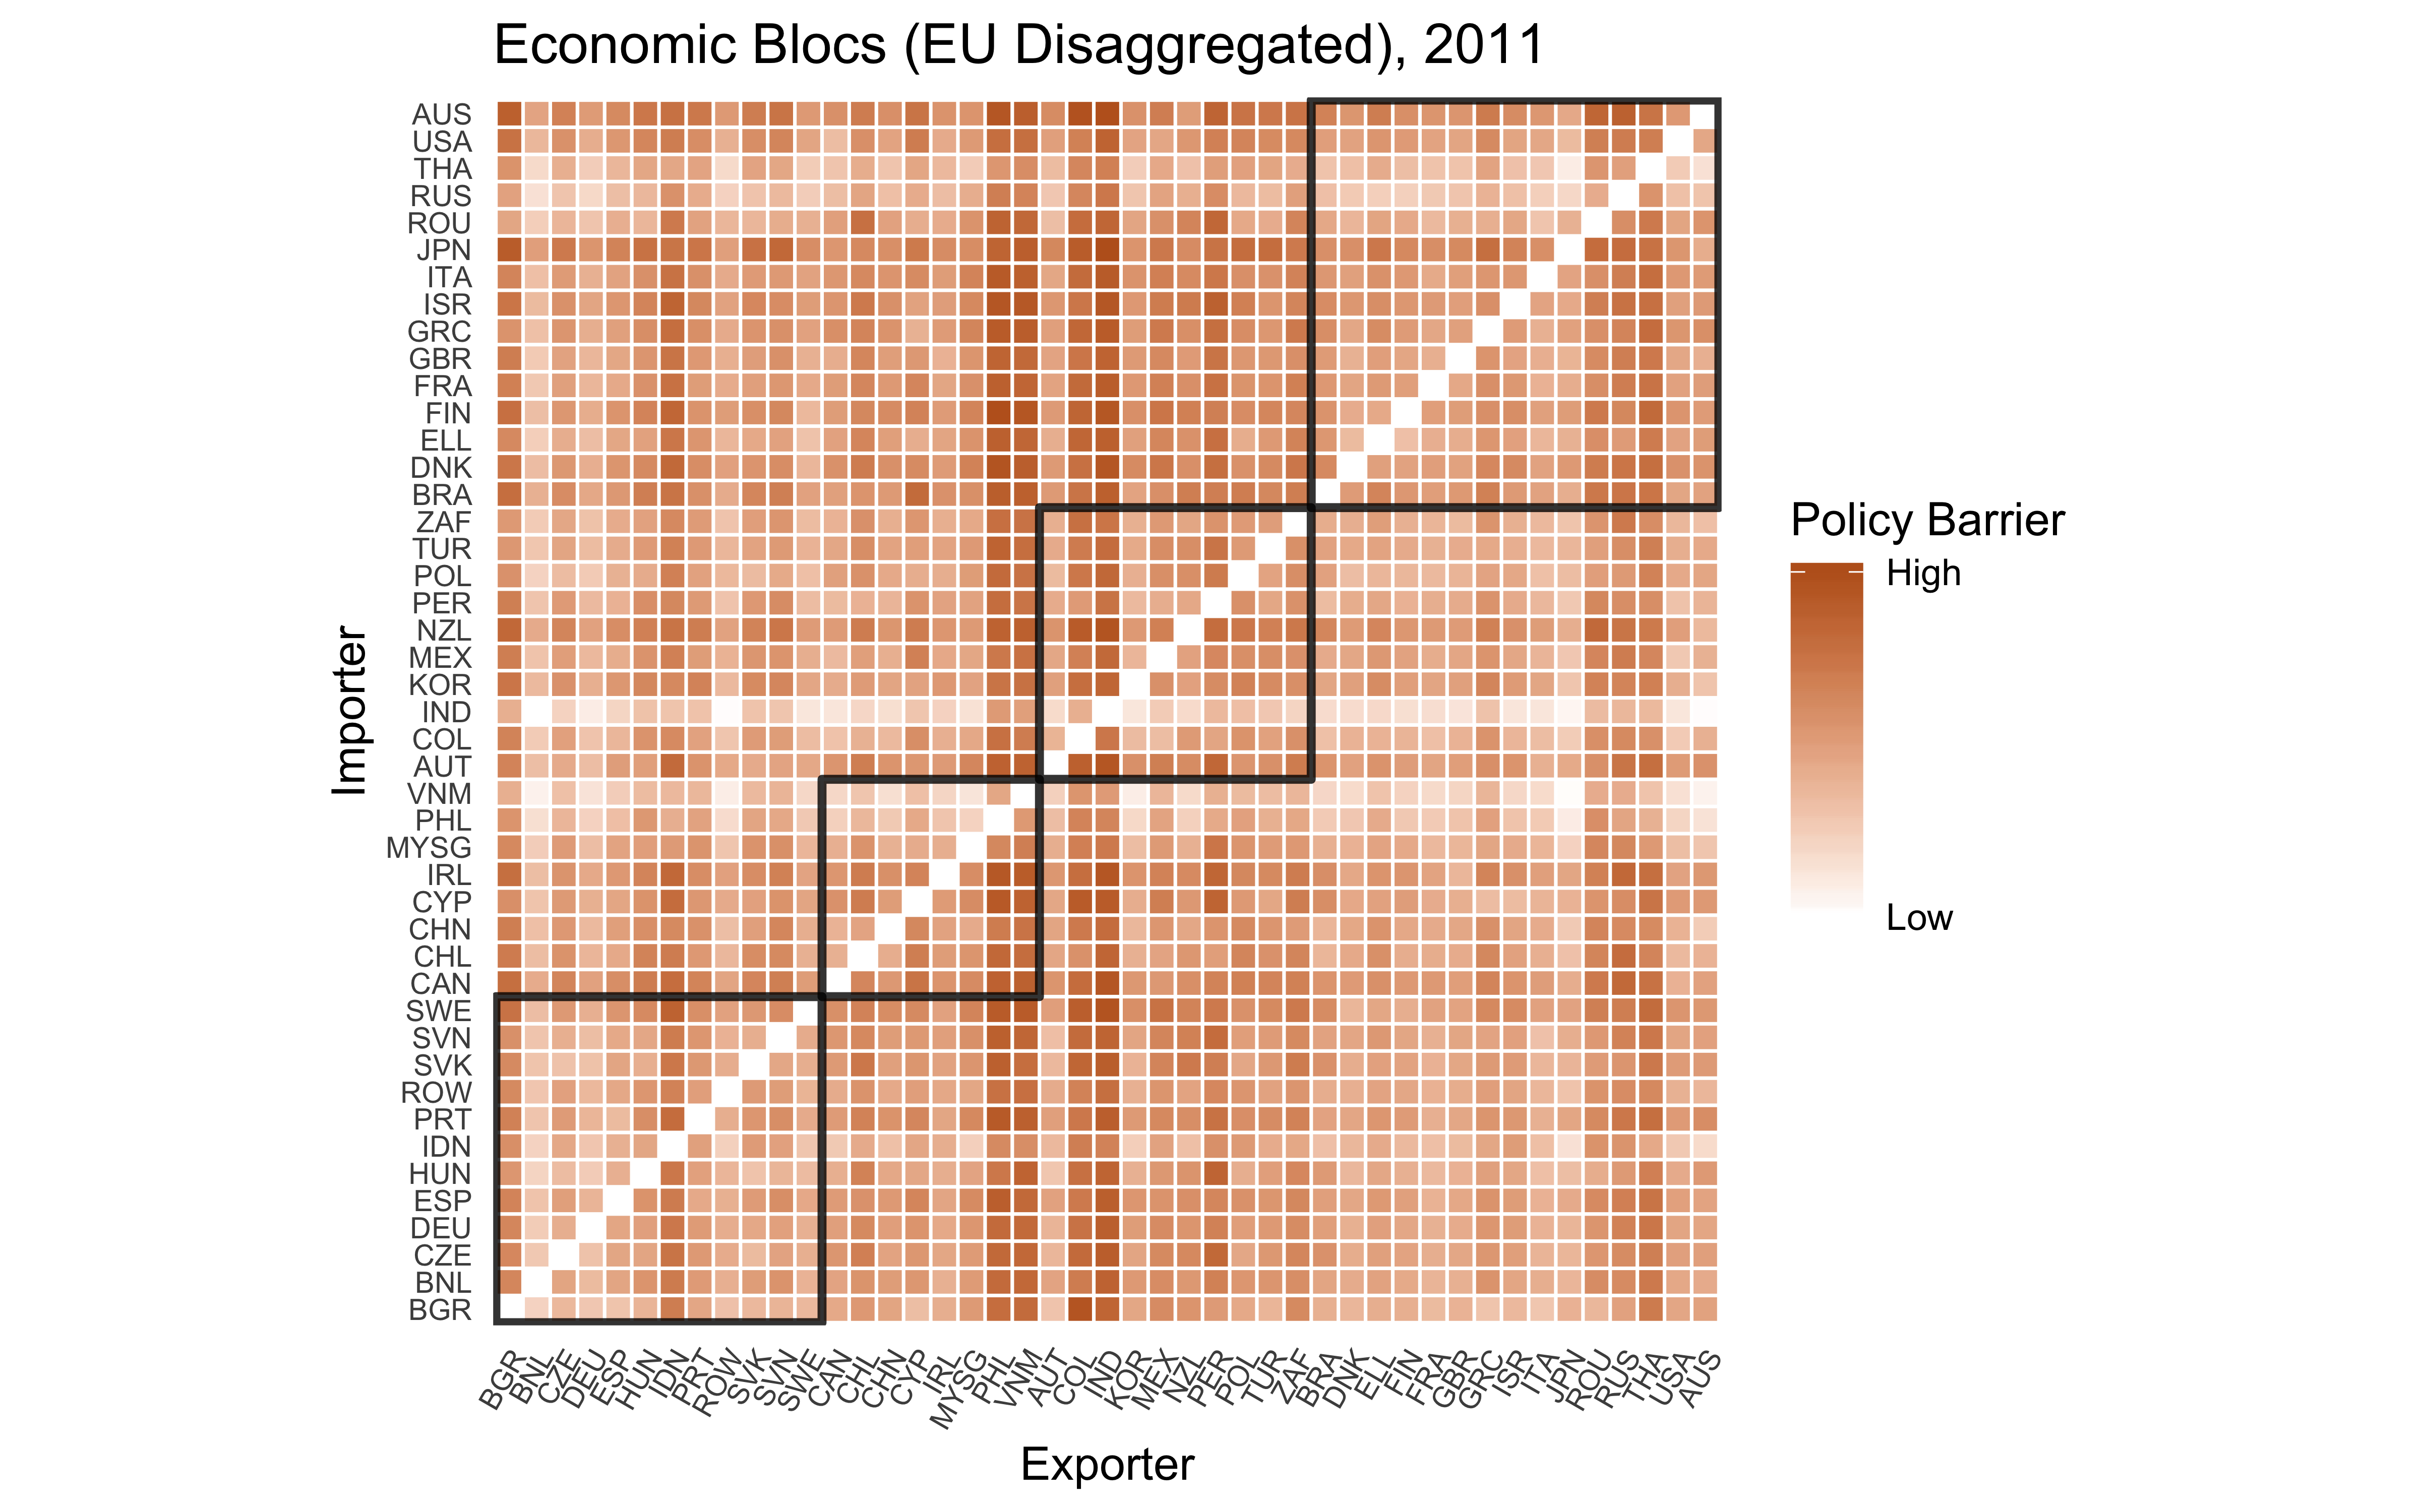 Economic Blocs (EU Disaggregated), 2011
AUS
USA
THA
RUS
ROU
JPN
ITA
ISR
GRC
GBR
FRA
FIN
ELL
DNK
BRA
ZAF
TUR
POL
PER
NZL
MEX
KOR
IND
COL
AUT
VNM
PHL
MYSG
IRL
CYP
CHN
CHL
CAN
SWE
SVN
SVK
ROW
PRT
IDN
HUN
ESP
DEU
CZE
BNL
BGR
Importer
BGR
BNL
CZE
DEU
ESP
HUN
IDN
PRT
ROW
SVK
SVN
SWE
CAN
CHL
CHN
CYP
IRL
MYSG
PHL
VNM
AUT
COL
IND
KOR
MEX
NZL
PER
POL
TUR
ZAF
BRA
DNK
ELL
FIN
FRA
GBR
GRC
ISR
ITA
JPN
ROU
RUS
THA
USA
AUS
Exporter
Policy Barrier
High
Low